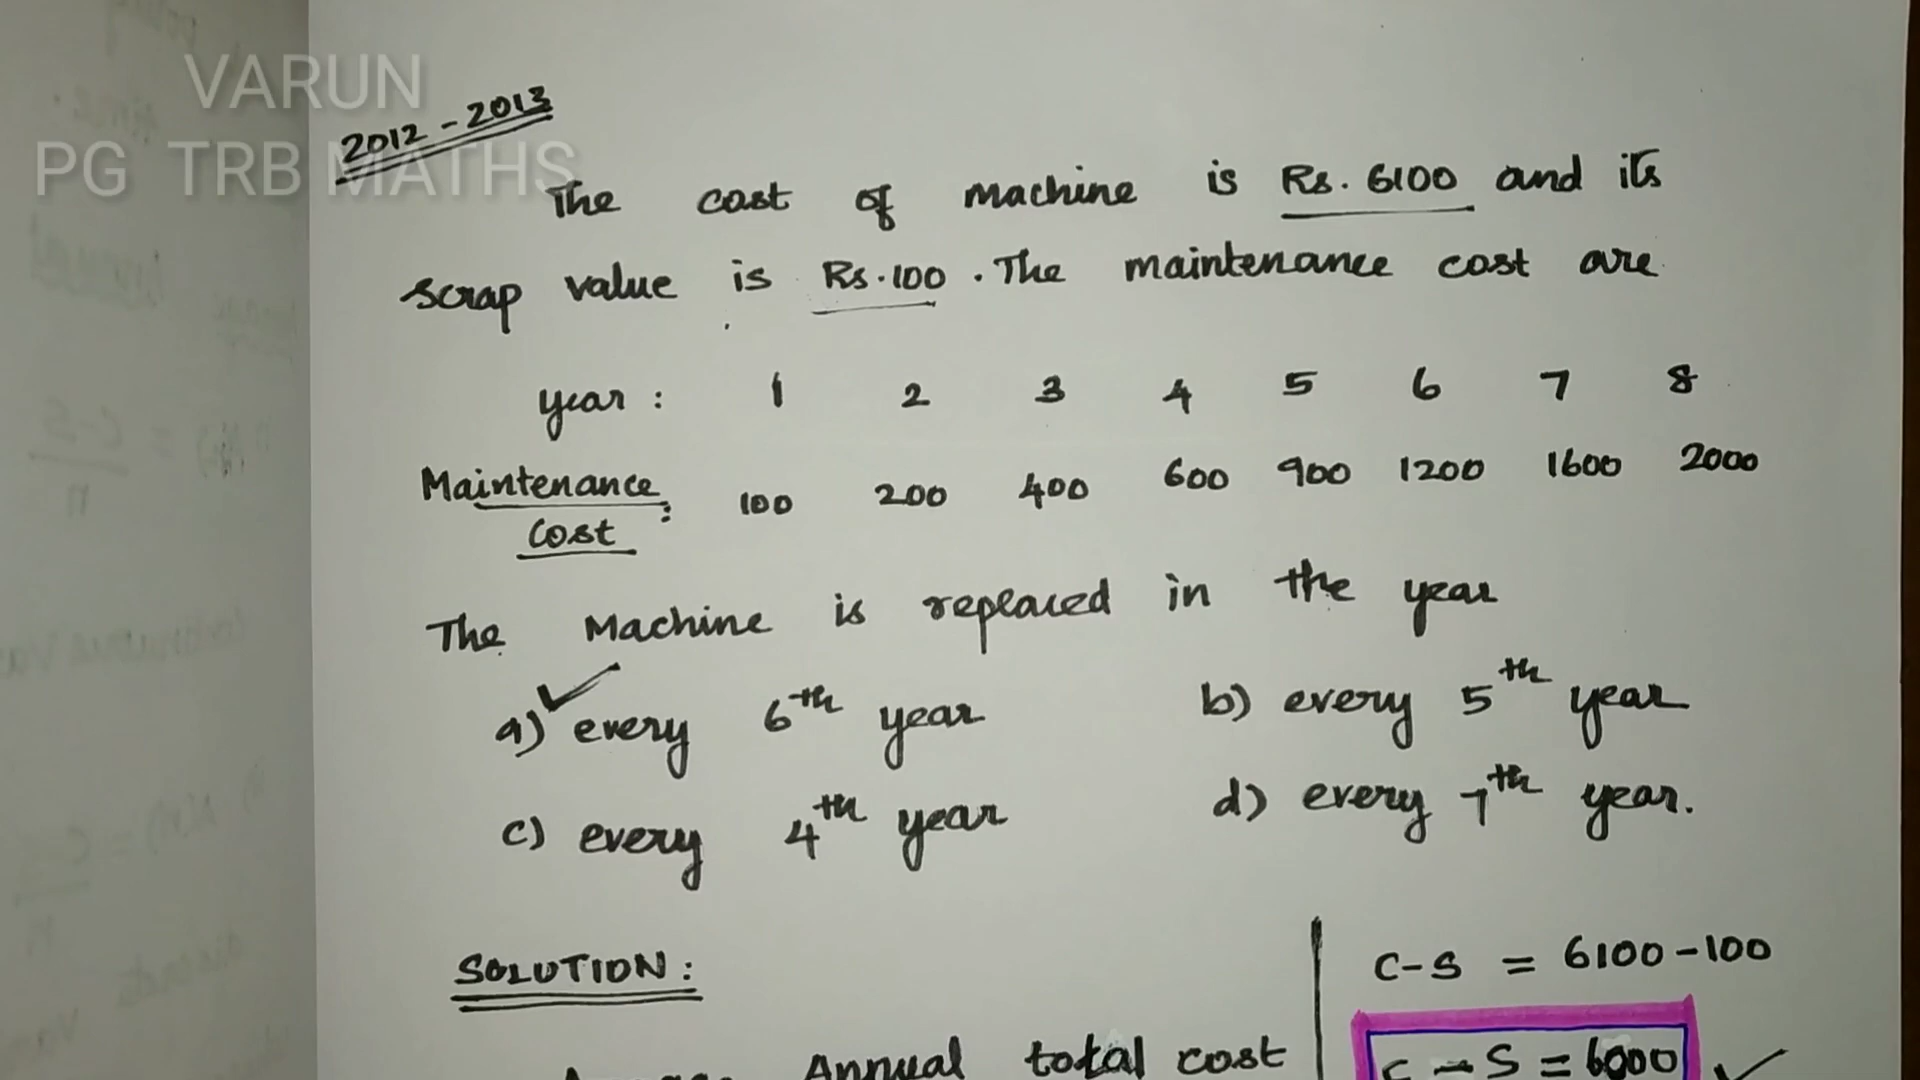 VARUN
PG TRB MATHS
2012-2013
The cost of machine is Rs. 6100 and its
scrap value is Rs.100. The maintenance cost are
year: 1 2 3 4 5 6 7 8
Maintenance cost: 100 200 400 600 900 1200 1600 2000
The Machine is replaced in the year
a) every 6th year b) every 5th year
c) every 4th year d) every 7th year.
SOLUTION:
C-S = 6100-100
Annual total cost
C-S = 6000